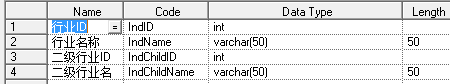 Name Code Data Type Length
1 行业ID = IndID int
2 行业名称 IndName varchar(50) 50
3 二级行业ID IndChildID int
4 二级行业名 IndChildName varchar(50) 50